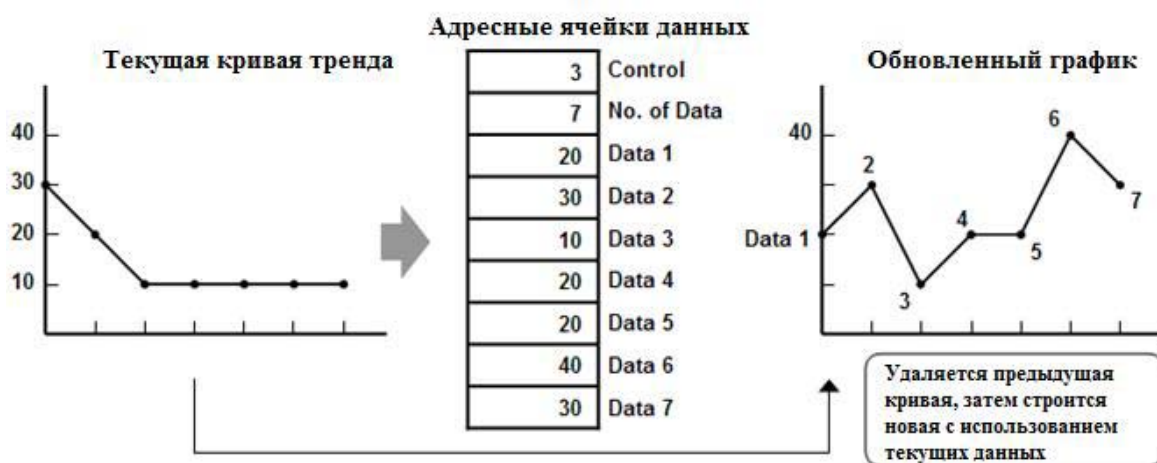 Адресные ячейки данных
Текущая кривая тренда
40
30
20
10
3 Control
7 No. of Data
20 Data 1
30 Data 2
10 Data 3
20 Data 4
20 Data 5
40 Data 6
30 Data 7
Обновленный график
40
Data 1
2
3
4
5
6
7
Удаляется предыдущая
кривая, затем строится
новая с использованием
текущих данных